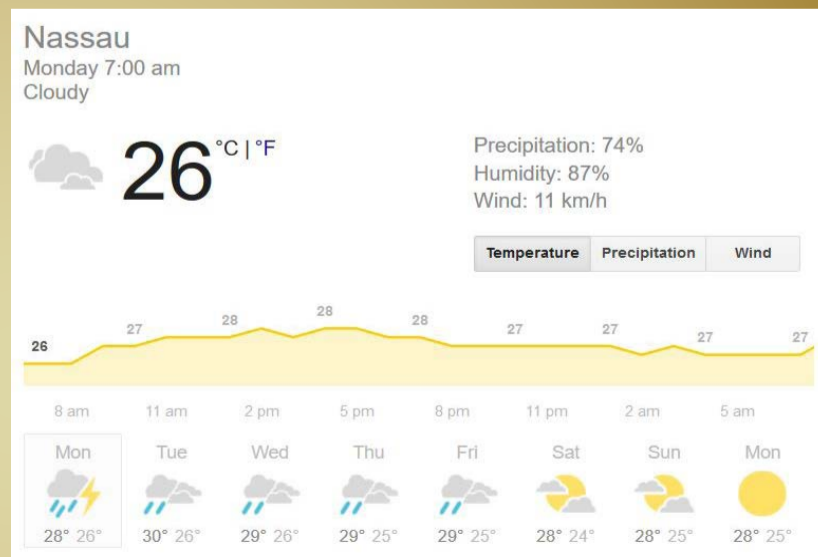 Nassau
Monday 7:00 am
Cloudy
26 °C | °F
Precipitation: 74%
Humidity: 87%
Wind: 11 km/h
Temperature Precipitation Wind
26 27 28 28 28 27 27 27 27
8 am 11 am 2 pm 5 pm 8 pm 11 pm 2 am 5 am
Mon Tue Wed Thu Fri Sat Sun Mon
28° 26° 30° 26° 29° 26° 29° 25° 29° 25° 28° 24° 28° 25° 28° 25°